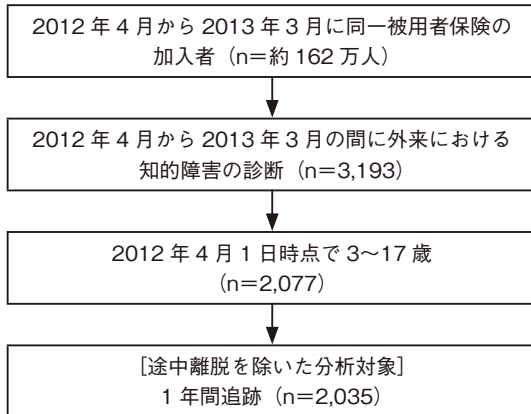 2012 年 4 月から 2013 年 3 月に同一被用者保険の
加入者（n＝約 162 万人）
2012 年 4 月から 2013 年 3 月の間に外来における
知的障害の診断（n＝3,193）
2012 年 4 月 1 日時点で 3〜17 歳
（n＝2,077）
［途中離脱を除いた分析対象］
1 年間追跡（n＝2,035）